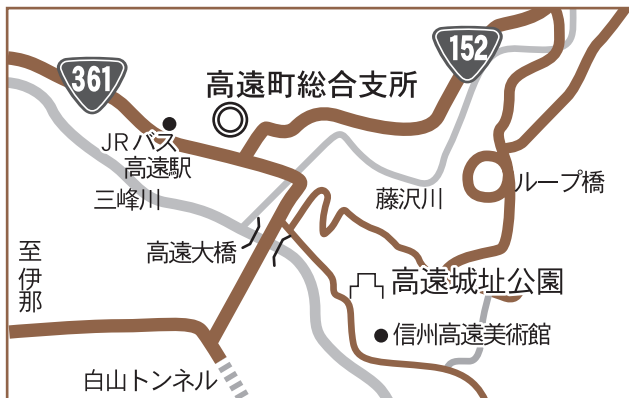 152
361
高遠町総合支所
JRバス
高遠駅
ループ橋
三峰川
藤沢川
高遠大橋
至伊那
高遠城址公園
信州高遠美術館
白山トンネル